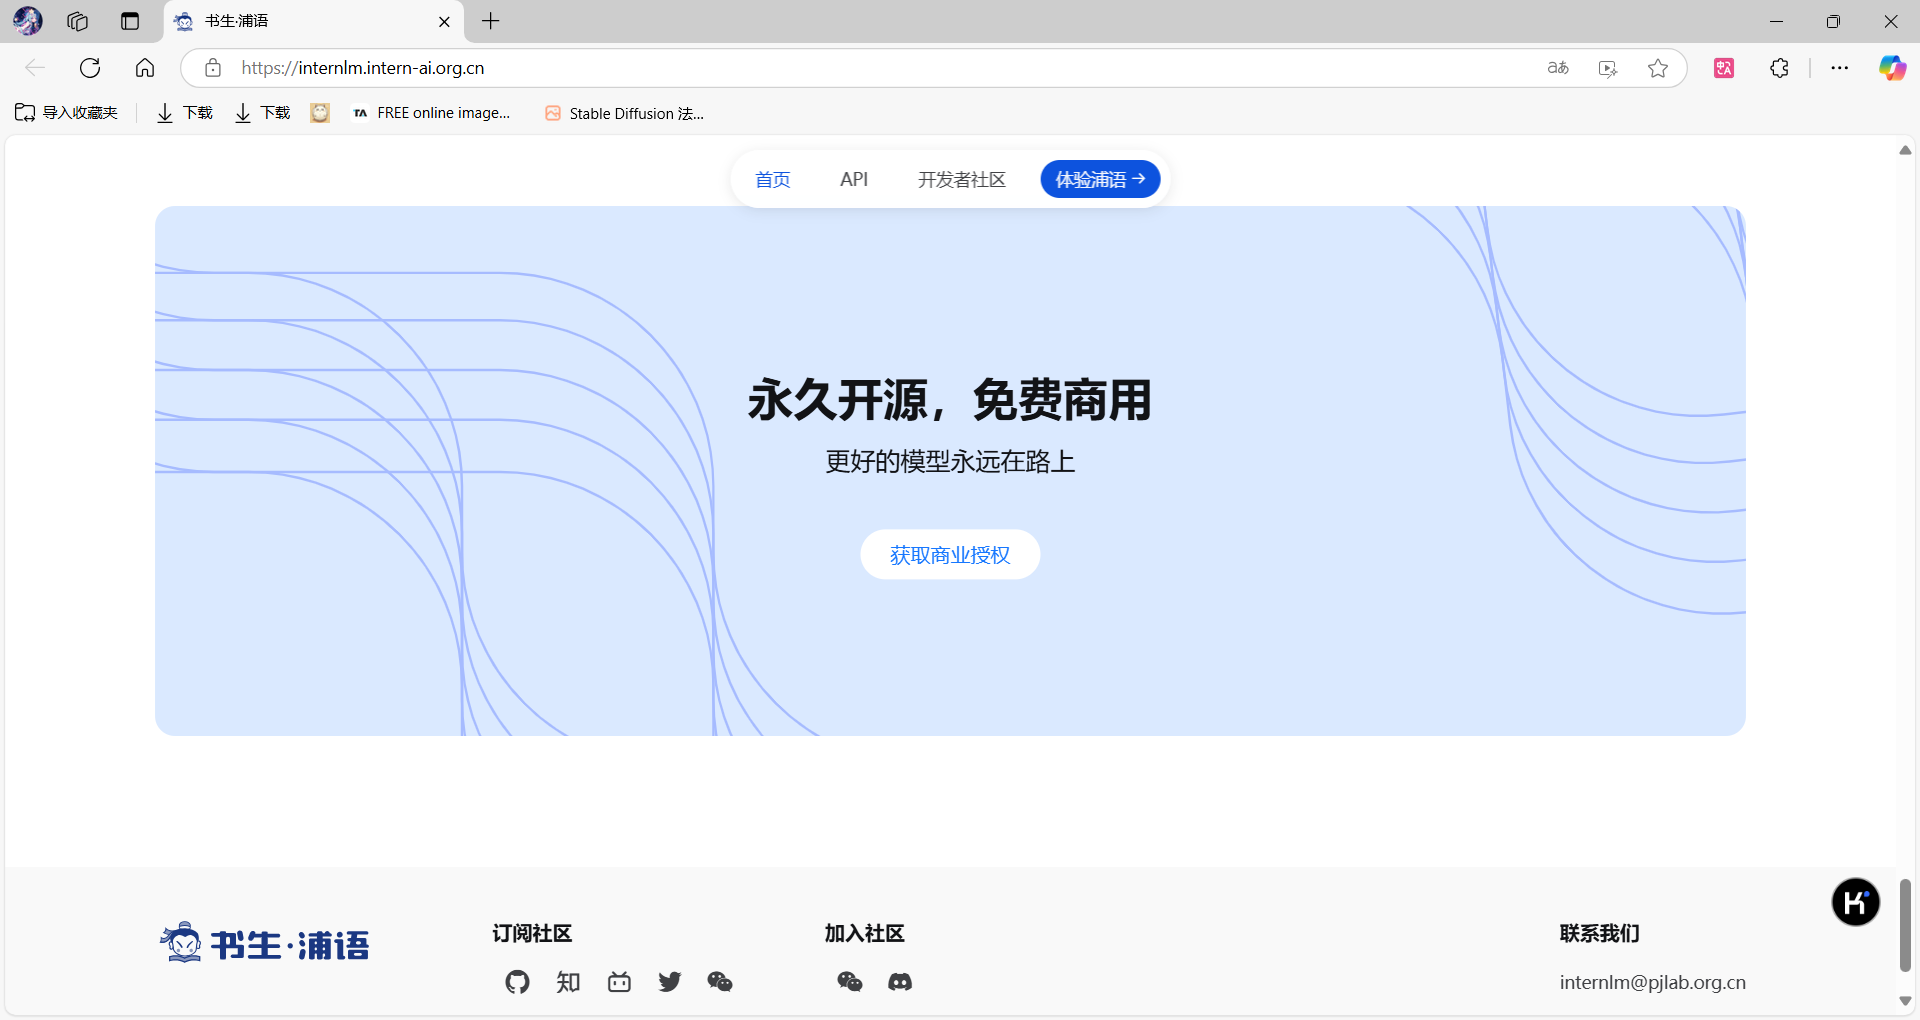 书生·浦语
https://internlm.intern-ai.org.cn
aあ
导入收藏夹
下载
下载
TA FREE online image...
Stable Diffusion 法...
首页
API
开发者社区
体验浦语 →
永久开源，免费商用
更好的模型永远在路上
获取商业授权
书生·浦语
订阅社区
知
加入社区
联系我们
internlm@pjlab.org.cn
K